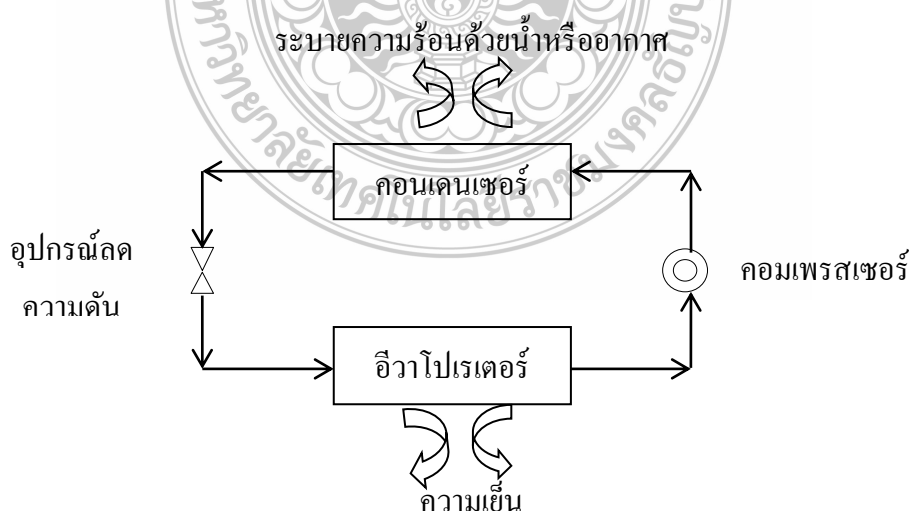 ระบายความร้อนด้วยน้ำหรืออากาศ
คอนเดนเซอร์
อุปกรณ์ลด
ความดัน
คอมเพรสเซอร์
อีวาโปเรเตอร์
ความเย็น